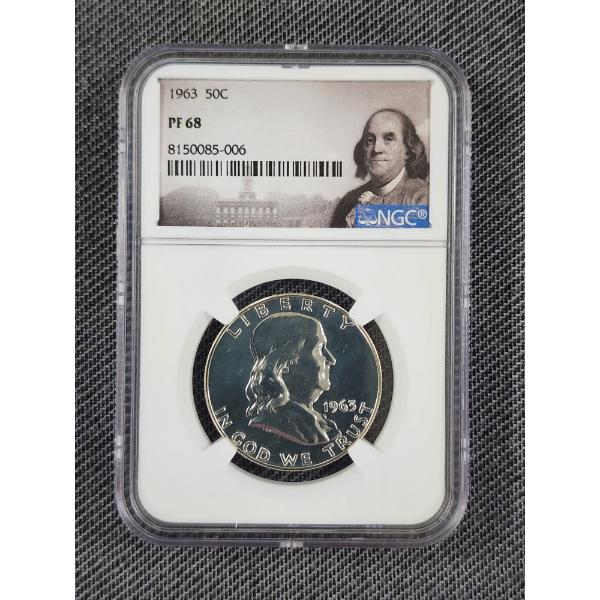 1963 50C
PF 68
8150085-006
NGC®
LIBERTY
1963
IN GOD WE TRUST